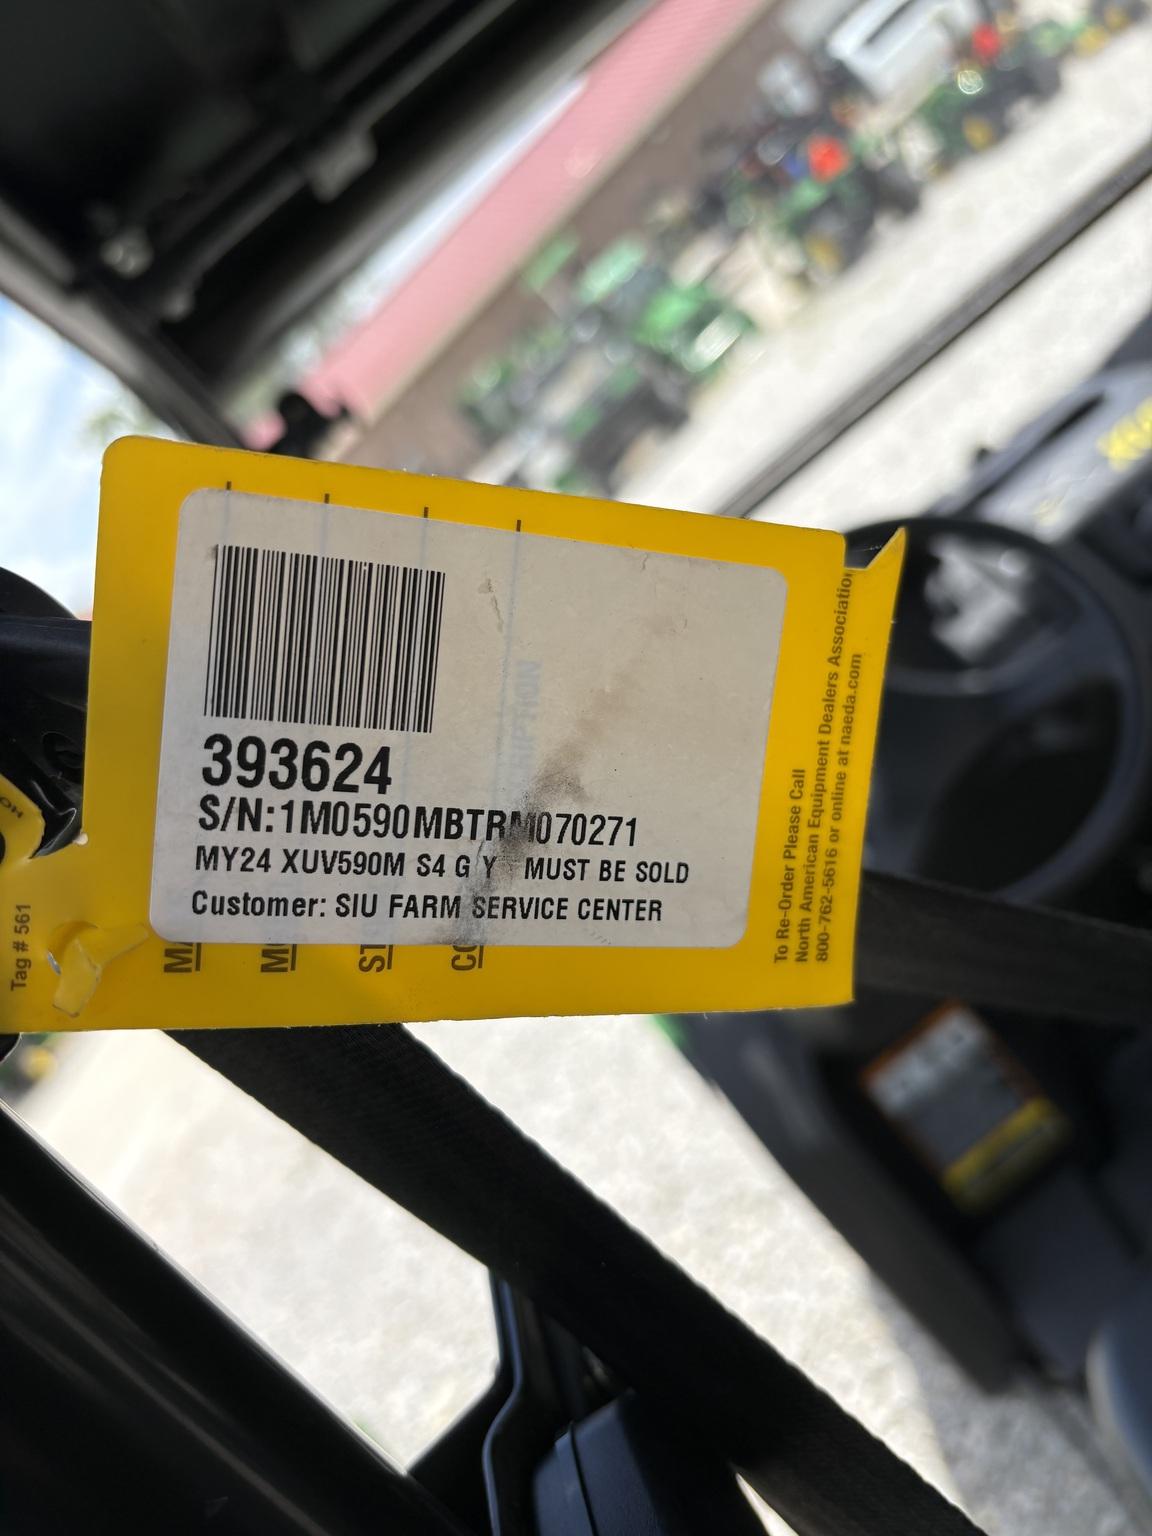 393624
S/N:1M0590MBTRM070271
MY24 XUV590M S4 G Y MUST BE SOLD
Customer: SIU FARM SERVICE CENTER
To Re-Order Please Call
North American Equipment Dealers Association
800-762-5616 or online at naeda.com
Tag # 561